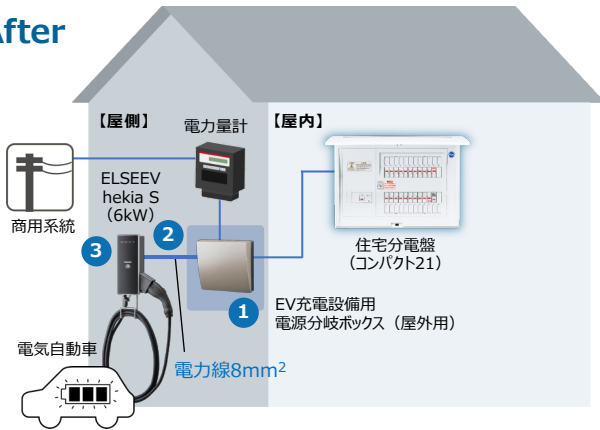 After
【屋側】
電力量計
【屋内】
ELSEEV
hekia S
(6kW)
商用系統
3
2
1
住宅分電盤
(コンパクト21)
EV充電設備用
電源分岐ボックス(屋外用)
電気自動車
電力線8mm²